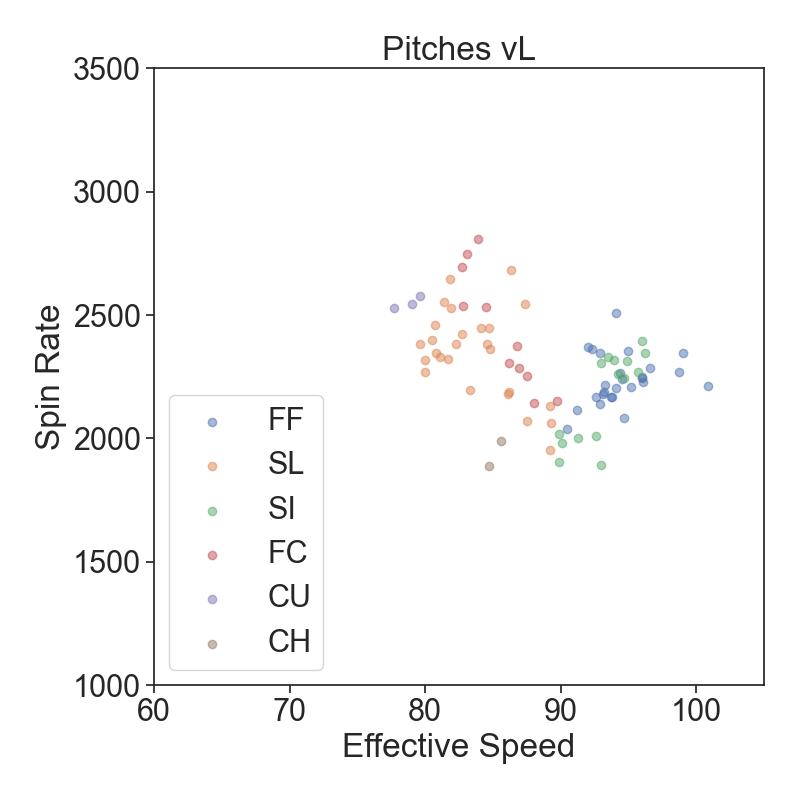 Pitches vL
3500
3000
2500
2000
1500
1000
Spin Rate
FF
SL
SI
FC
CU
CH
60 70 80 90 100
Effective Speed